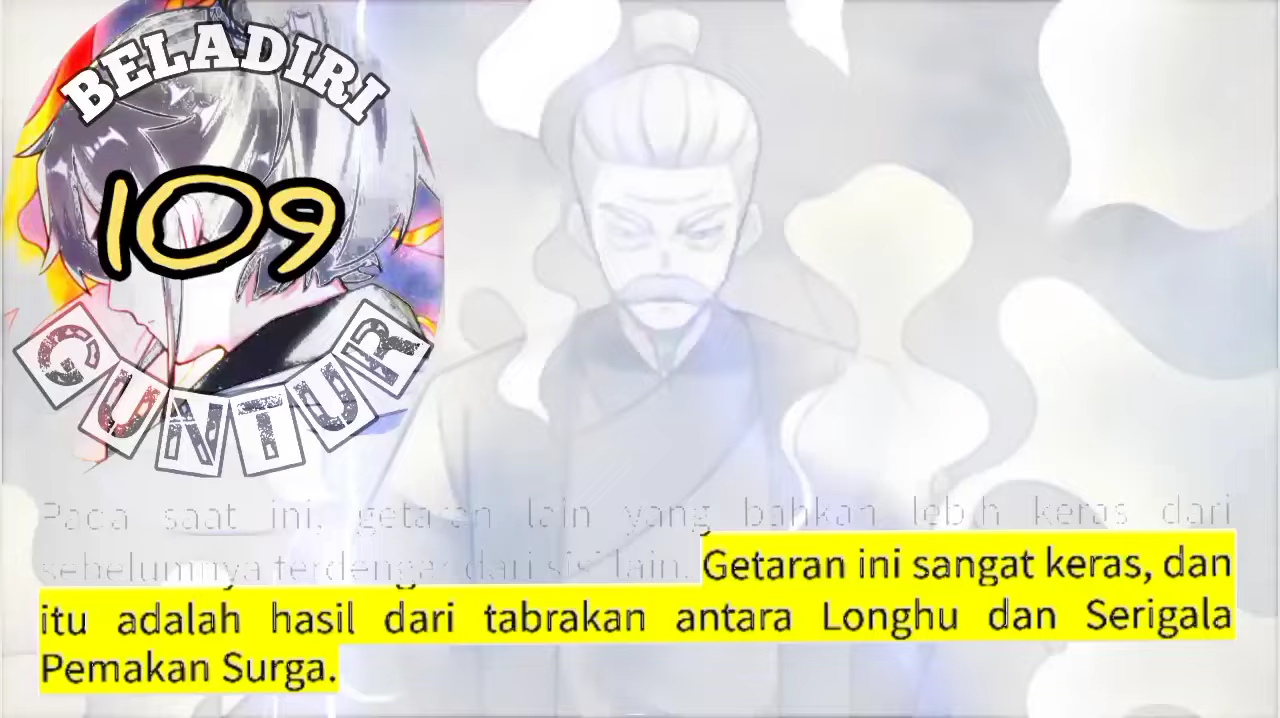 BELADIRI
109
GUNTUR
Pada saat ini, getaran lain yang bahkan lebih keras dari
sebelumnya terdengar dari sisi lain. Getaran ini sangat keras, dan
itu adalah hasil dari tabrakan antara Longhu dan Serigala
Pemakan Surga.